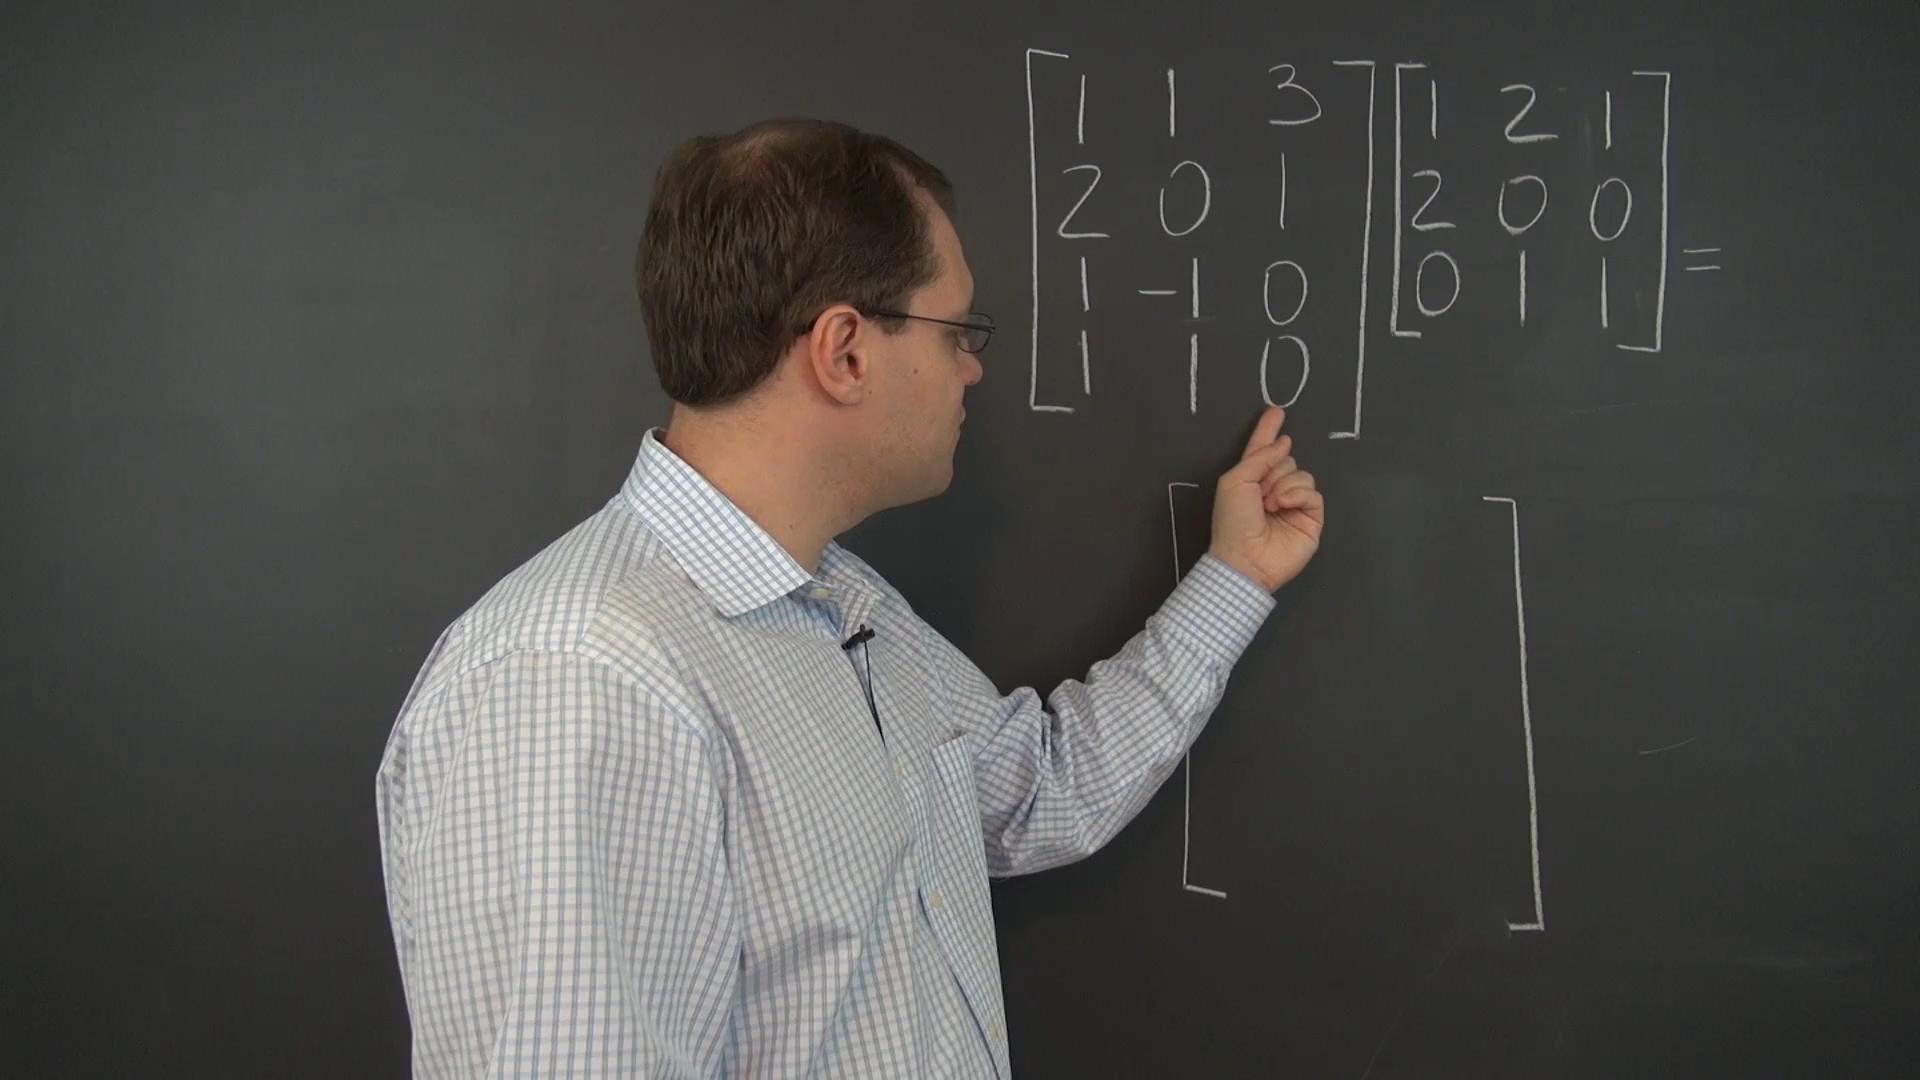 [1 1 3] [1 2 1]
[2 0 1] [2 0 0] =
[1 -1 0] [0 1 1]
[1 1 0]
[ ]